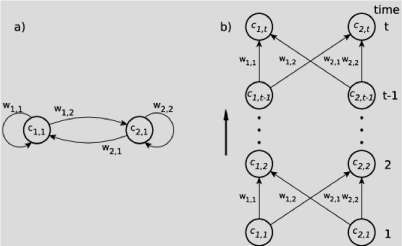 time
a)
b)
c1,t
c2,t
t
w1,1
w1,2
w2,1
w2,2
c1,t-1
c2,t-1
t-1
w1,1
w1,2
w2,2
c1,1
c2,1
w2,1
c1,2
c2,2
2
w1,1
w1,2
w2,1
w2,2
c1,1
c2,1
1